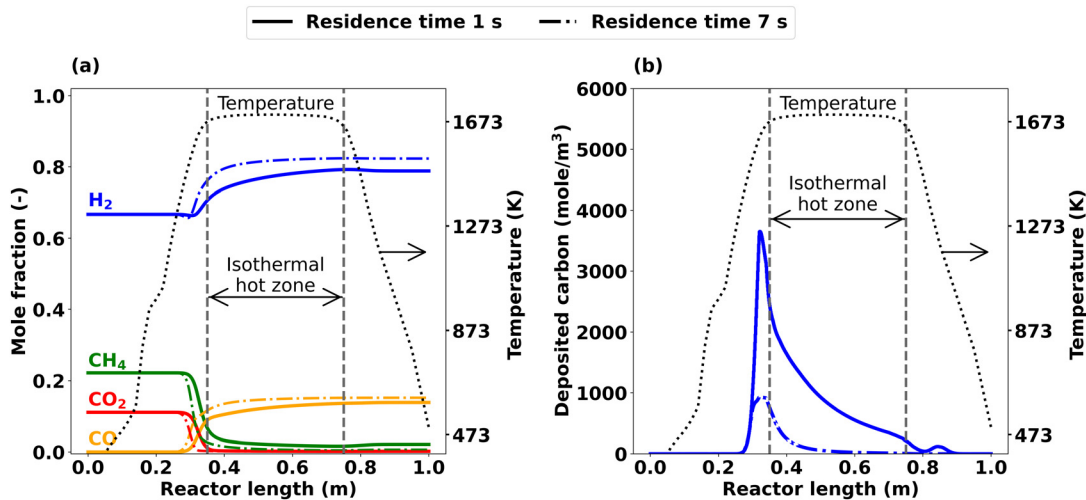 Residence time 1 s
Residence time 7 s
(a)
Mole fraction (-)
1.0
0.8
0.6
0.4
0.2
0.0
Temperature
H₂
Isothermal
hot zone
CH₄
CO₂
CO
1673
1273
873
473
Temperature (K)
0.0 0.2 0.4 0.6 0.8 1.0
Reactor length (m)
(b)
Deposited carbon (mole/m³)
6000
5000
4000
3000
2000
1000
0
Temperature
Isothermal
hot zone
1673
1273
873
473
Temperature (K)
0.0 0.2 0.4 0.6 0.8 1.0
Reactor length (m)